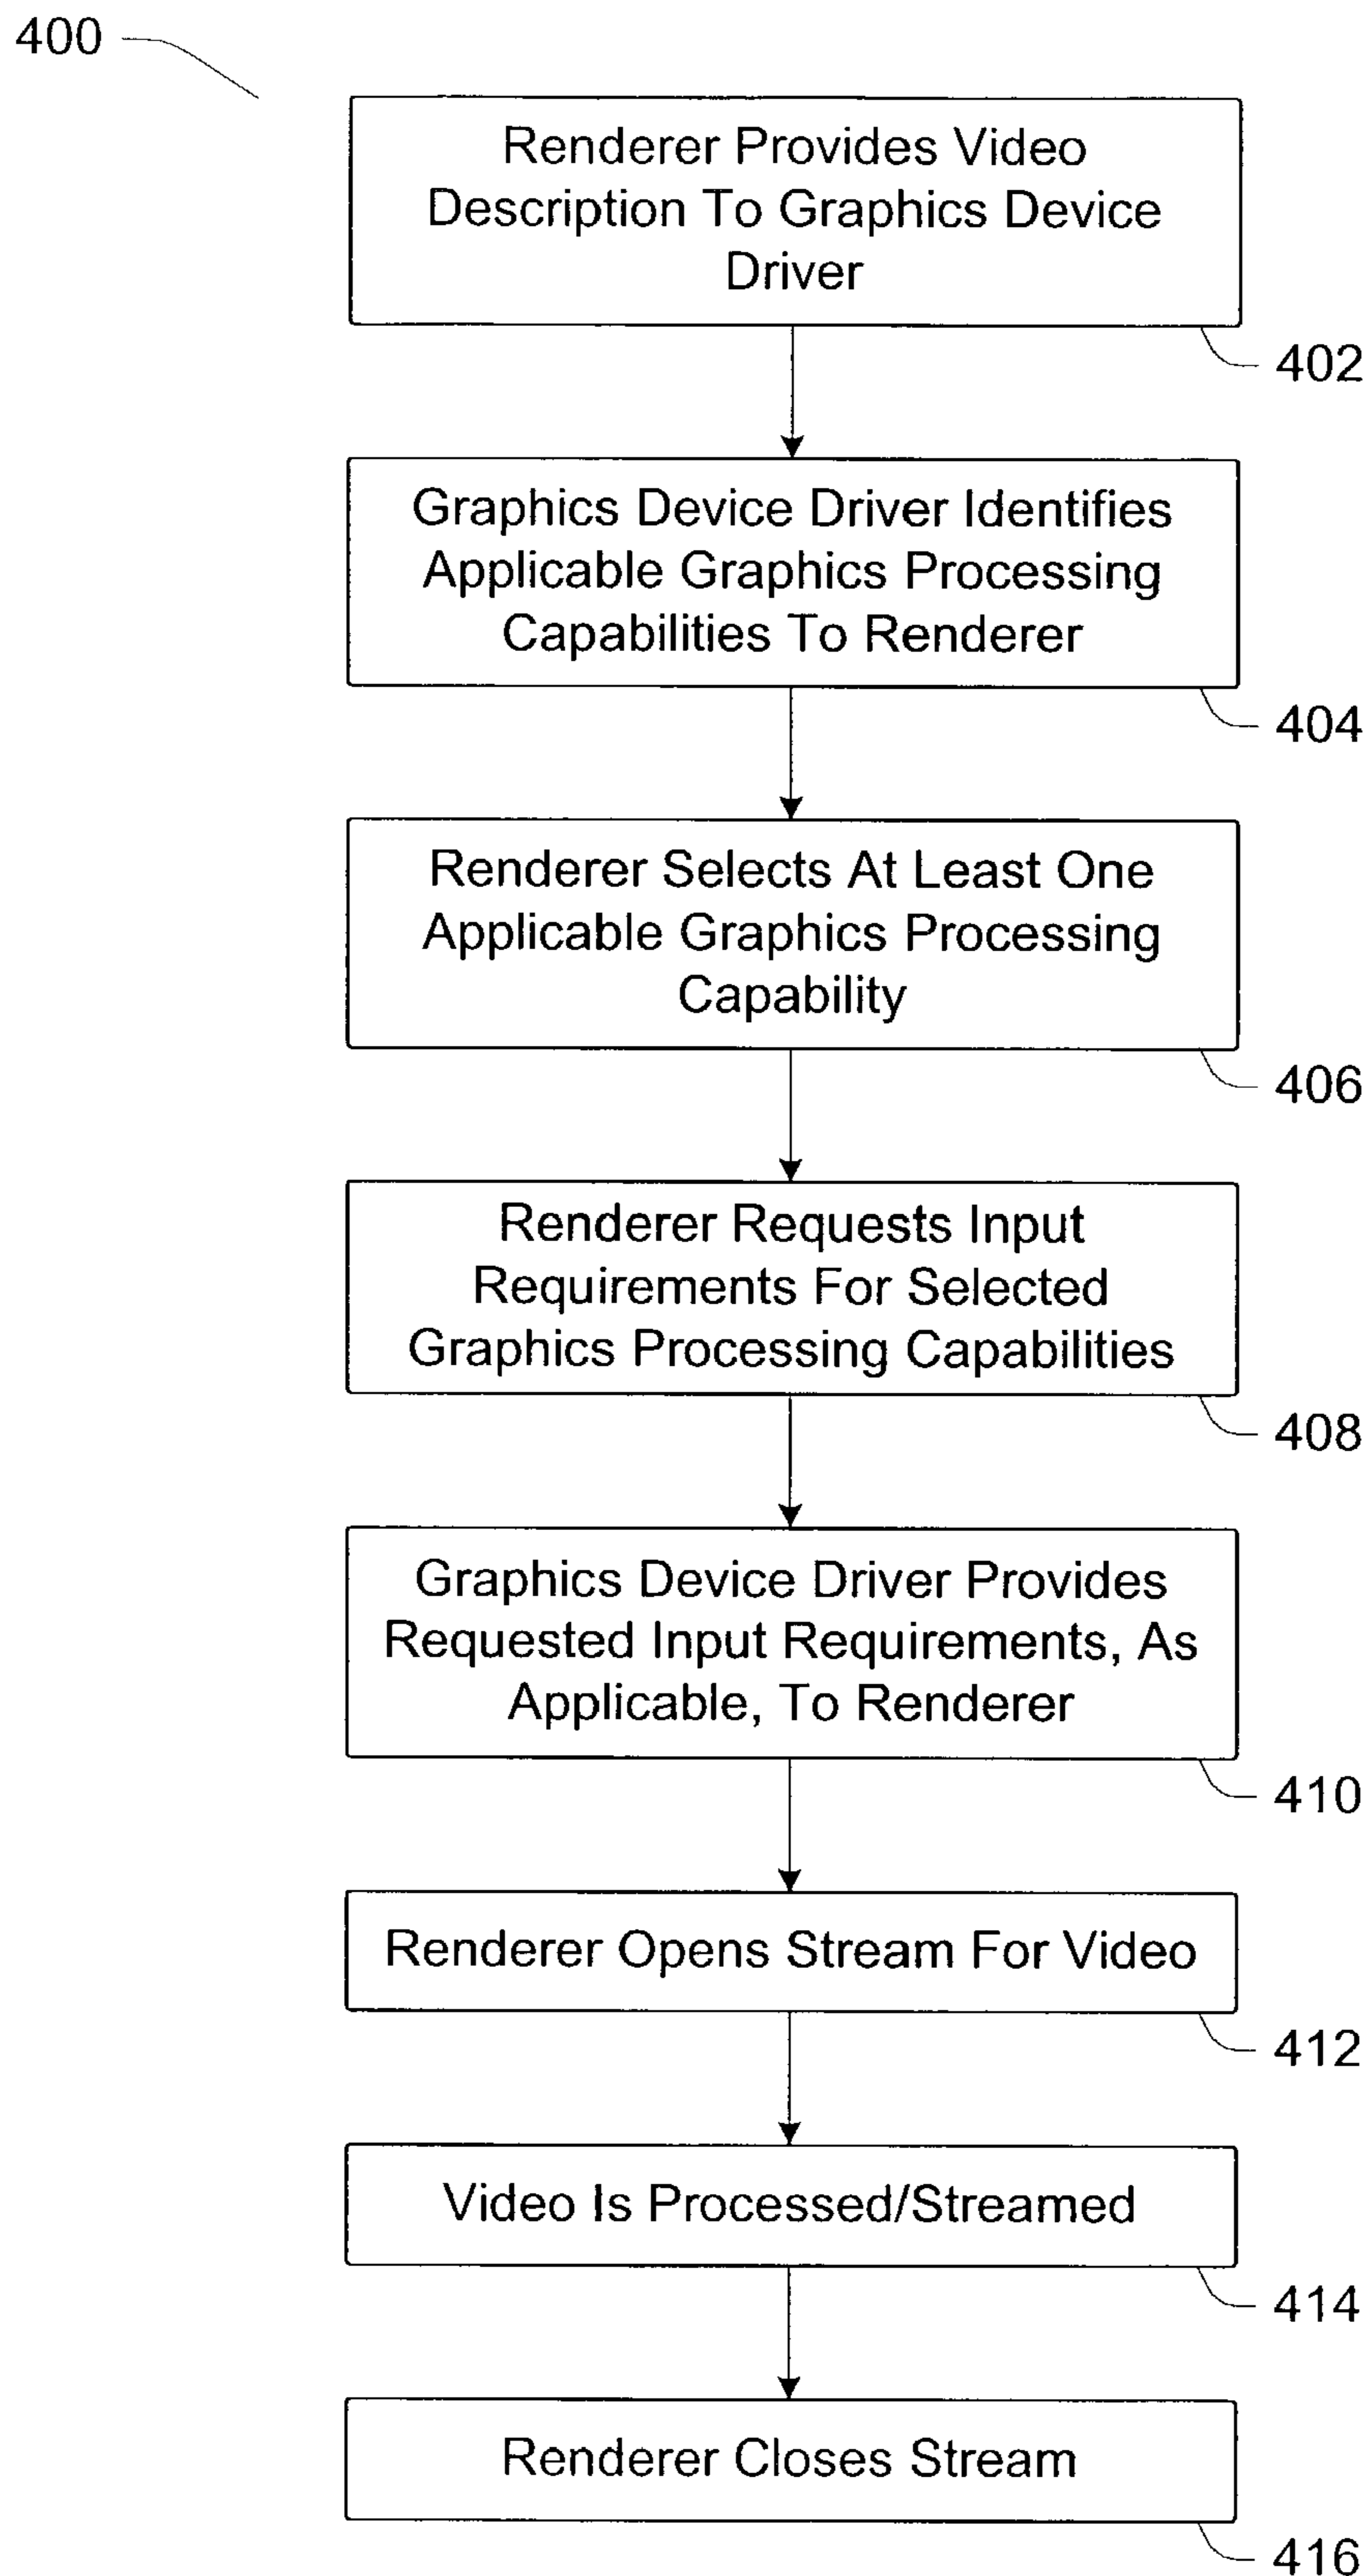 400
Renderer Provides Video
Description To Graphics Device
Driver
402
Graphics Device Driver Identifies
Applicable Graphics Processing
Capabilities To Renderer
404
Renderer Selects At Least One
Applicable Graphics Processing
Capability
406
Renderer Requests Input
Requirements For Selected
Graphics Processing Capabilities
408
Graphics Device Driver Provides
Requested Input Requirements, As
Applicable, To Renderer
410
Renderer Opens Stream For Video
412
Video Is Processed/Streamed
414
Renderer Closes Stream
416